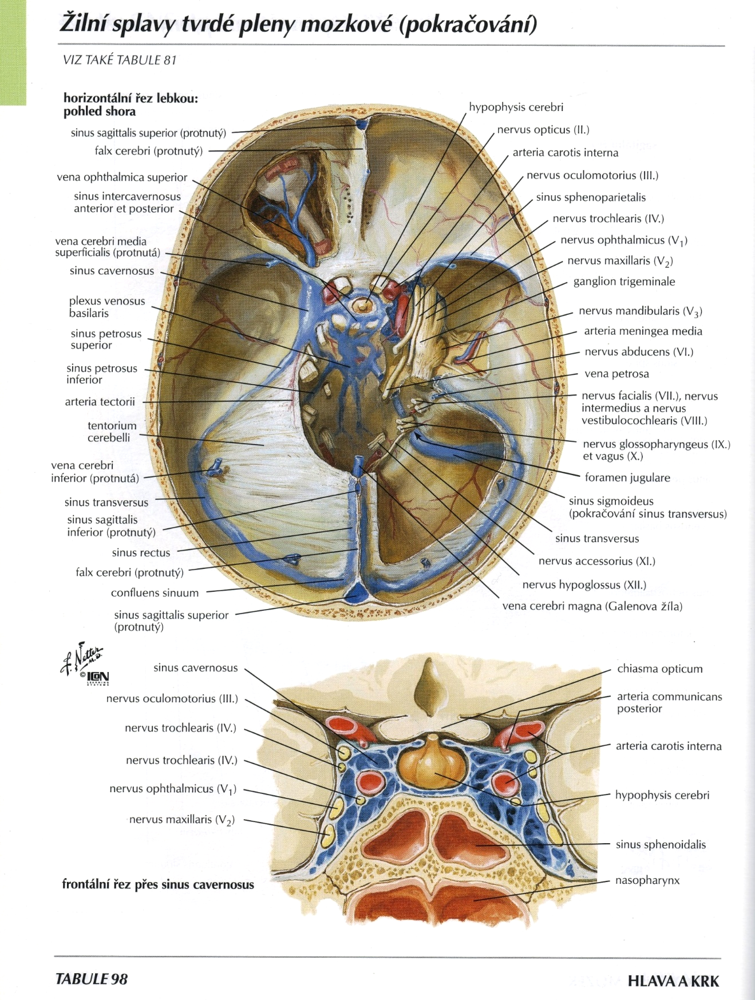 Žilní splavy tvrdé pleny mozkové (pokračování)
VIZ TAKÉ TABULE 81
horizontální řez lebkou:
pohled shora
sinus sagittalis superior (protnutý)
falx cerebri (protnutý)
vena ophthalmica superior
sinus intercavernosus
anterior et posterior
vena cerebri media
superficialis (protnutá)
sinus cavernosus
plexus venosus
basilaris
sinus petrosus
superior
sinus petrosus
inferior
arteria tectorii
tentorium
cerebelli
vena cerebri
inferior (protnutá)
sinus transversus
sinus sagittalis
inferior (protnutý)
sinus rectus
falx cerebri (protnutý)
confluens sinuum
sinus sagittalis superior
(protnutý)
hypophysis cerebri
nervus opticus (II.)
arteria carotis interna
nervus oculomotorius (III.)
sinus sphenoparietalis
nervus trochlearis (IV.)
nervus ophthalmicus (V1)
nervus maxillaris (V2)
ganglion trigeminale
nervus mandibularis (V3)
arteria meningea media
nervus abducens (VI.)
vena petrosa
nervus facialis (VII.), nervus
intermedius a nervus
vestibulocochlearis (VIII.)
nervus glossopharyngeus (IX.)
et vagus (X.)
foramen jugulare
sinus sigmoideus
(pokračování sinus transversus)
sinus transversus
nervus accessorius (XI.)
nervus hypoglossus (XII.)
vena cerebri magna (Galenova žíla)
F. Netter
M.D.
© ICON
LEARNING
SYSTEMS
sinus cavernosus
nervus oculomotorius (III.)
nervus trochlearis (IV.)
nervus trochlearis (IV.)
nervus ophthalmicus (V1)
nervus maxillaris (V2)
frontální řez přes sinus cavernosus
chiasma opticum
arteria communicans
posterior
arteria carotis interna
hypophysis cerebri
sinus sphenoidalis
nasopharynx
TABULE 98
HLAVA A KRK